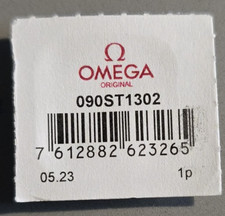 Ω
OMEGA
ORIGINAL
090ST1302
7 612882 623265
05.23 1p